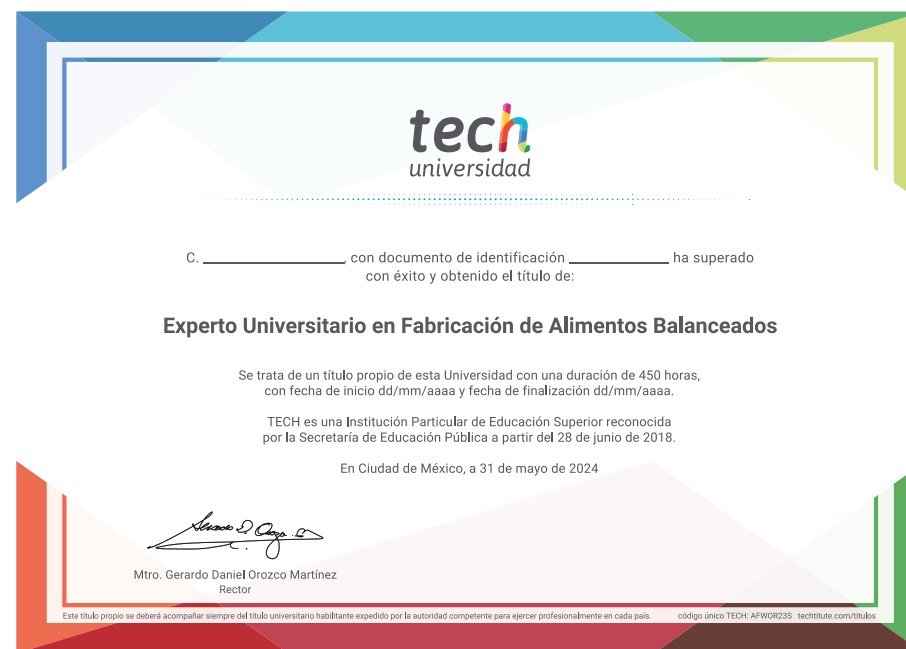 tech
universidad
C. ____________________, con documento de identificación ______________ ha superado
con éxito y obtenido el título de:
Experto Universitario en Fabricación de Alimentos Balanceados
Se trata de un título propio de esta Universidad con una duración de 450 horas,
con fecha de inicio dd/mm/aaaa y fecha de finalización dd/mm/aaaa.
TECH es una Institución Particular de Educación Superior reconocida
por la Secretaría de Educación Pública a partir del 28 de junio de 2018.
En Ciudad de México, a 31 de mayo de 2024
Mtro. Gerardo Daniel Orozco Martínez
Rector
Este título propio se deberá acompañar siempre del título universitario habilitante expedido por la autoridad competente para ejercer profesionalmente en cada país. código único TECH: AFWOR23S techtitute.com/titulos